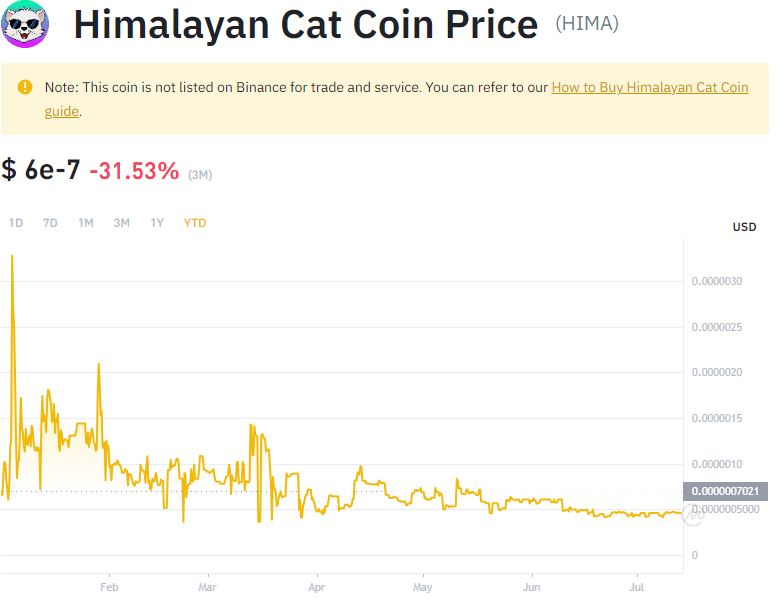 Himalayan Cat Coin Price (HIMA)
Note: This coin is not listed on Binance for trade and service. You can refer to our How to Buy Himalayan Cat Coin
guide.
$ 6e-7 -31.53% (3M)
1D 7D 1M 3M 1Y YTD
USD
0.0000030
0.0000025
0.0000020
0.0000015
0.0000010
0.0000007021
0.0000005000
0
Feb Mar Apr May Jun Jul